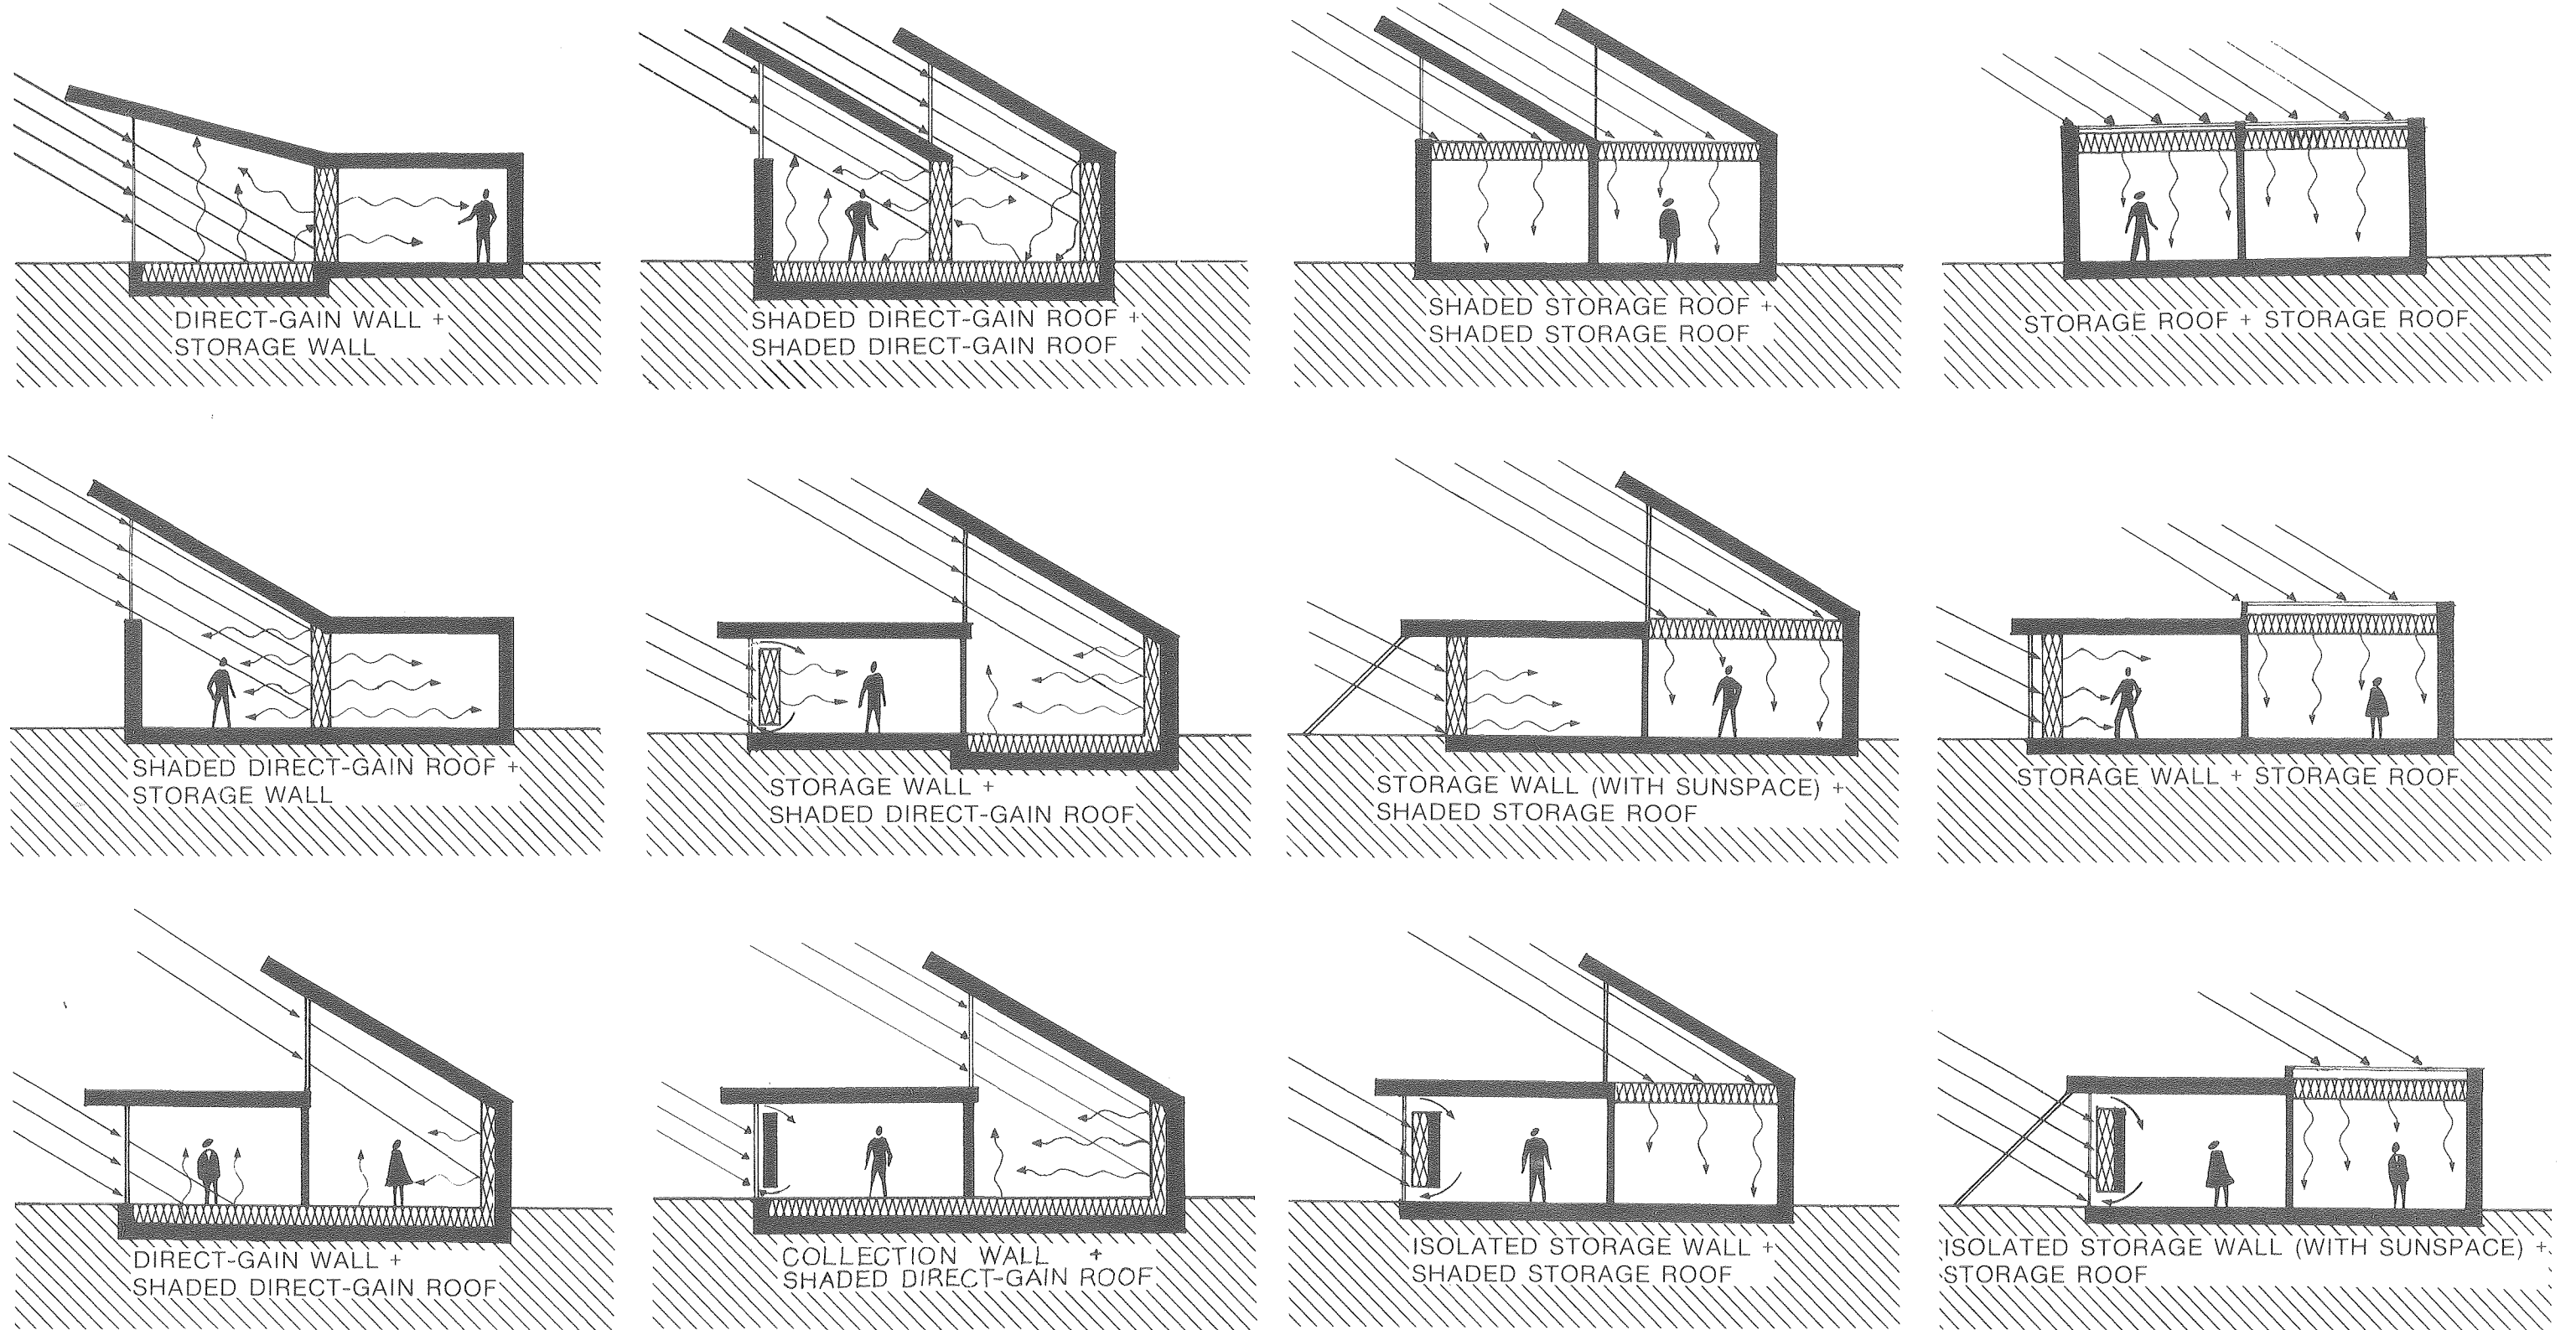 DIRECT-GAIN WALL +
STORAGE WALL
SHADED DIRECT-GAIN ROOF +
SHADED DIRECT-GAIN ROOF
SHADED STORAGE ROOF +
SHADED STORAGE ROOF
STORAGE ROOF + STORAGE ROOF
SHADED DIRECT-GAIN ROOF +
STORAGE WALL
STORAGE WALL +
SHADED DIRECT-GAIN ROOF
STORAGE WALL (WITH SUNSPACE) +
SHADED STORAGE ROOF
STORAGE WALL + STORAGE ROOF
DIRECT-GAIN WALL +
SHADED DIRECT-GAIN ROOF
COLLECTION WALL +
SHADED DIRECT-GAIN ROOF
ISOLATED STORAGE WALL +
SHADED STORAGE ROOF
ISOLATED STORAGE WALL (WITH SUNSPACE) +
STORAGE ROOF